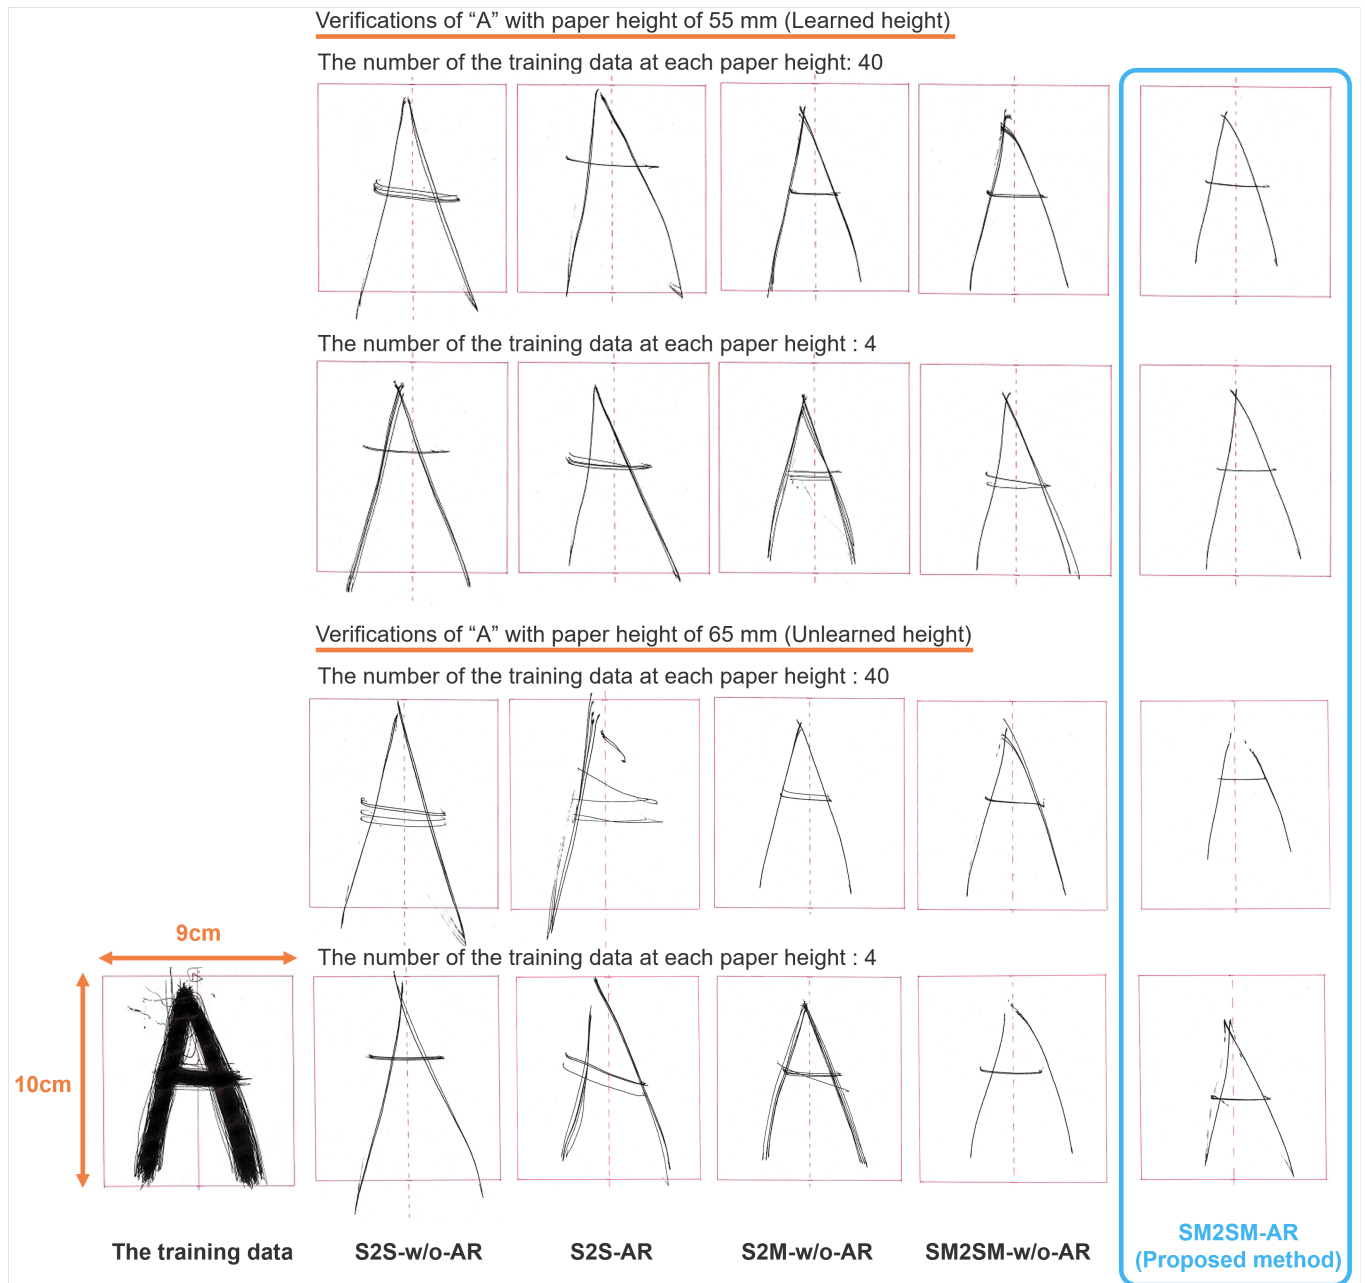 Verifications of “A” with paper height of 55 mm (Learned height)
The number of the training data at each paper height: 40
A A A A A
The number of the training data at each paper height : 4
A A A A A
Verifications of “A” with paper height of 65 mm (Unlearned height)
The number of the training data at each paper height : 40
A A A A
9cm
The number of the training data at each paper height : 4
A A A A A A
10cm
The training data
S2S-w/o-AR
S2S-AR
S2M-w/o-AR
SM2SM-w/o-AR
SM2SM-AR
(Proposed method)